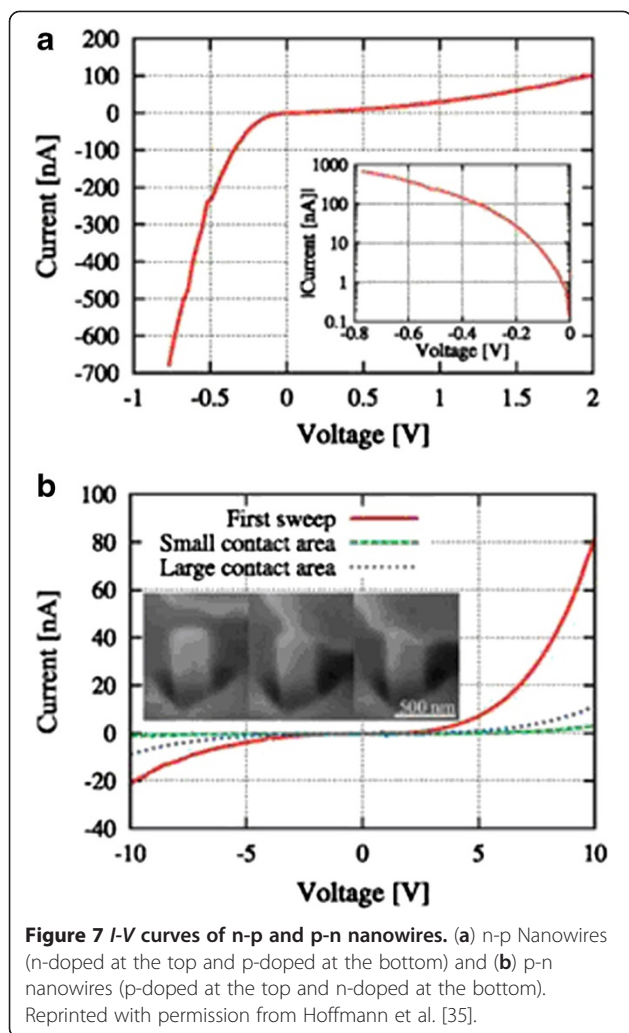 a
200
100
0
-100
-200
-300
-400
-500
-600
-700
Current [nA]
-1 -0.5 0 0.5 1 1.5 2
Voltage [V]
1000
100
10
1
0.1
|Current [nA]|
-0.8 -0.6 -0.4 -0.2 0
Voltage [V]
b
100
80
60
40
20
0
-20
-40
Current [nA]
First sweep
Small contact area
Large contact area
500 nm
-10 -5 0 5 10
Voltage [V]
Figure 7 I-V curves of n-p and p-n nanowires. (a) n-p Nanowires
(n-doped at the top and p-doped at the bottom) and (b) p-n
nanowires (p-doped at the top and n-doped at the bottom).
Reprinted with permission from Hoffmann et al. [35].